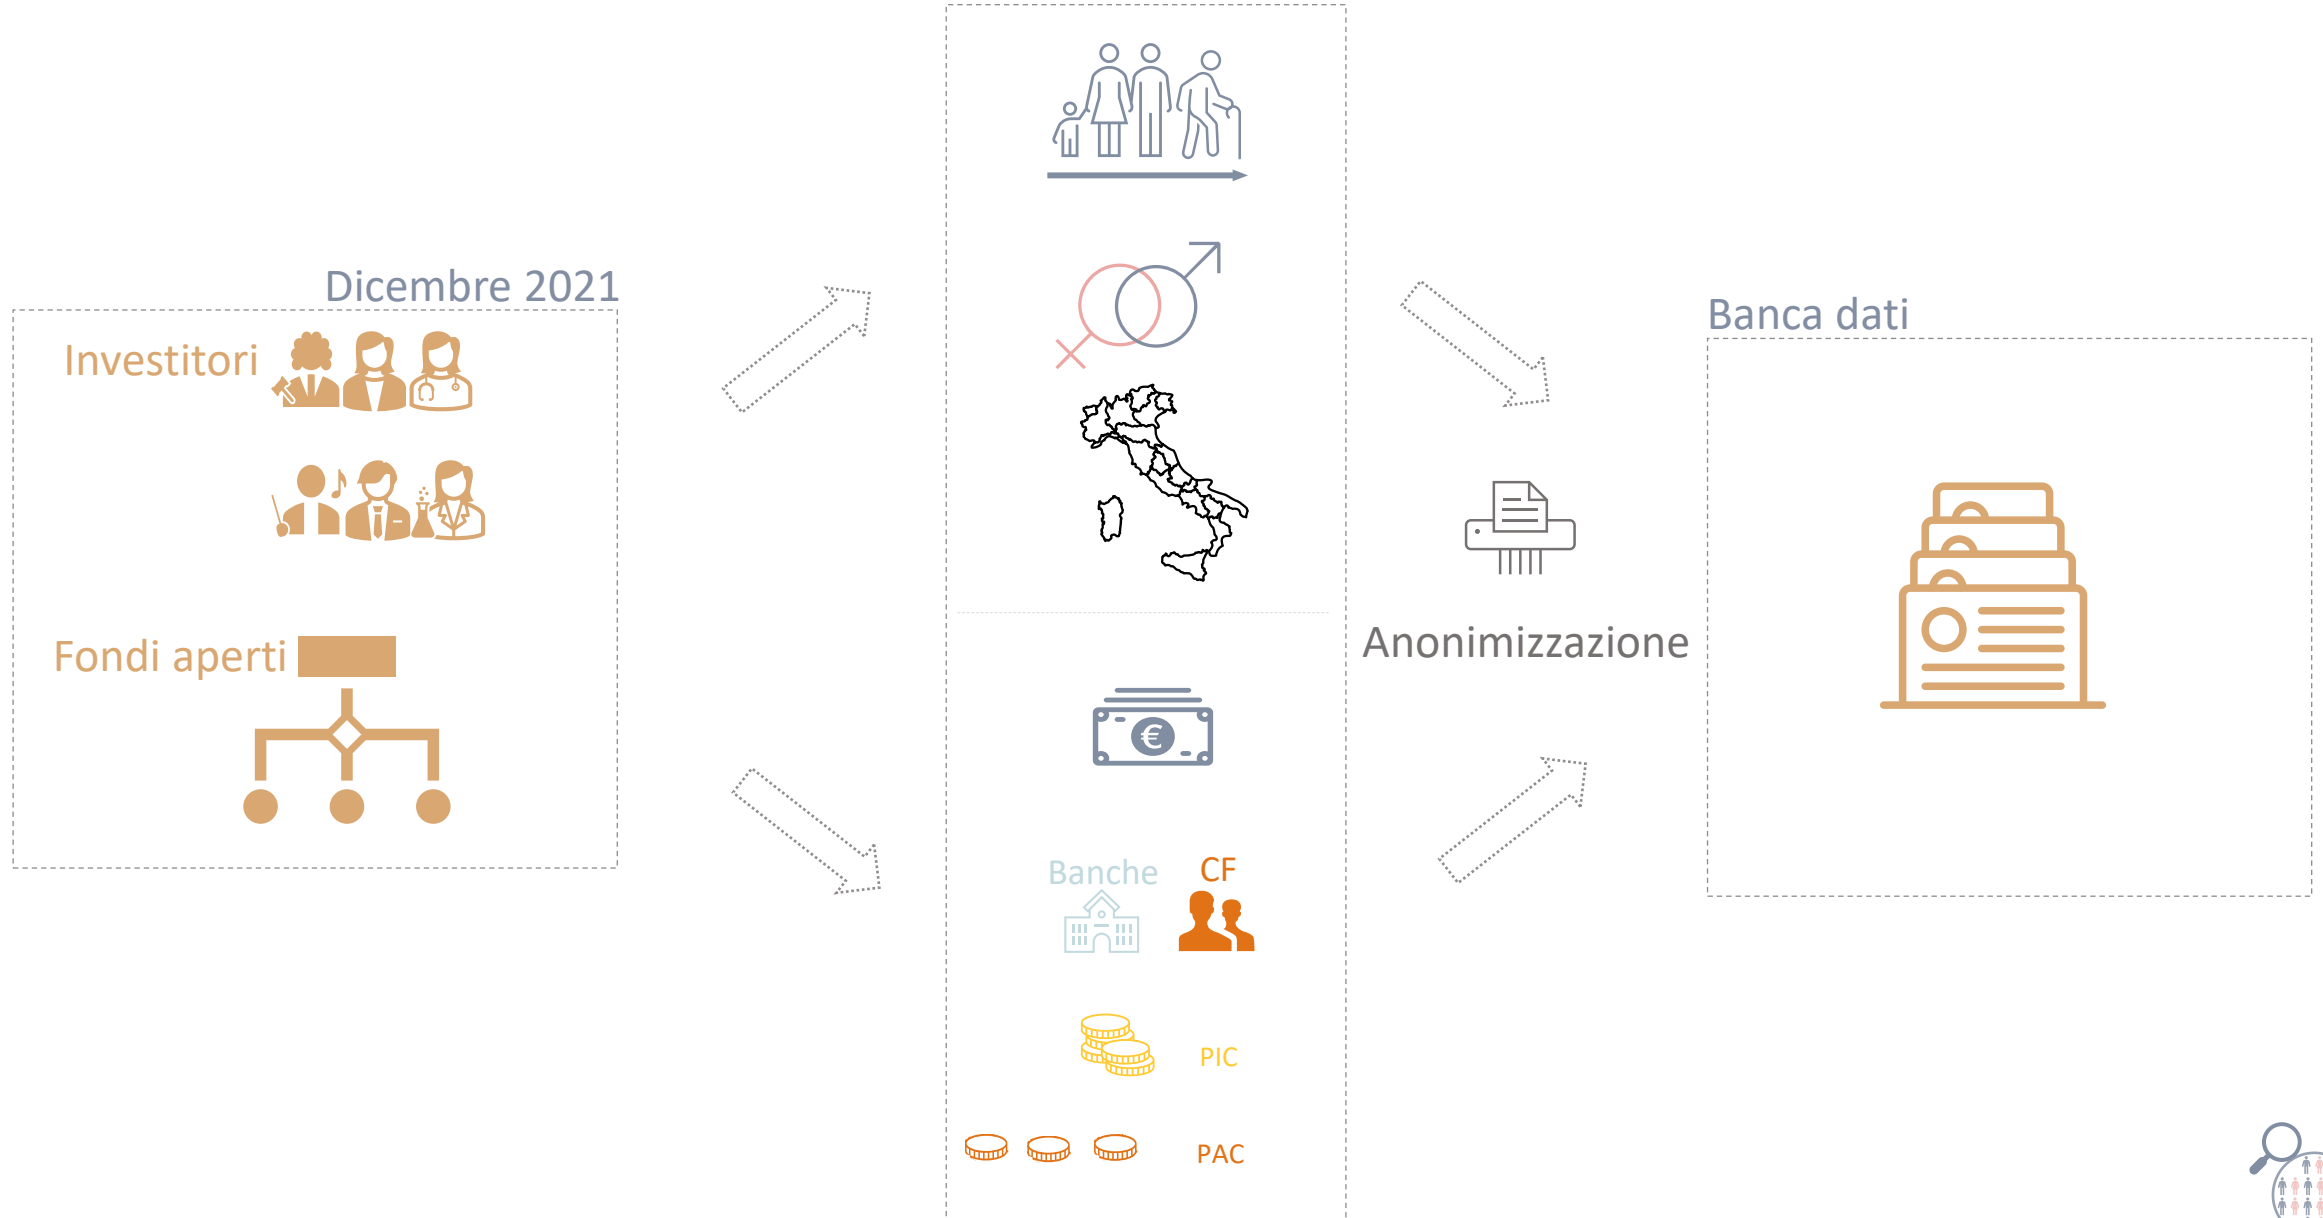 Dicembre 2021
Investitori
Fondi aperti
Banche
CF
PIC
PAC
Anonimizzazione
Banca dati